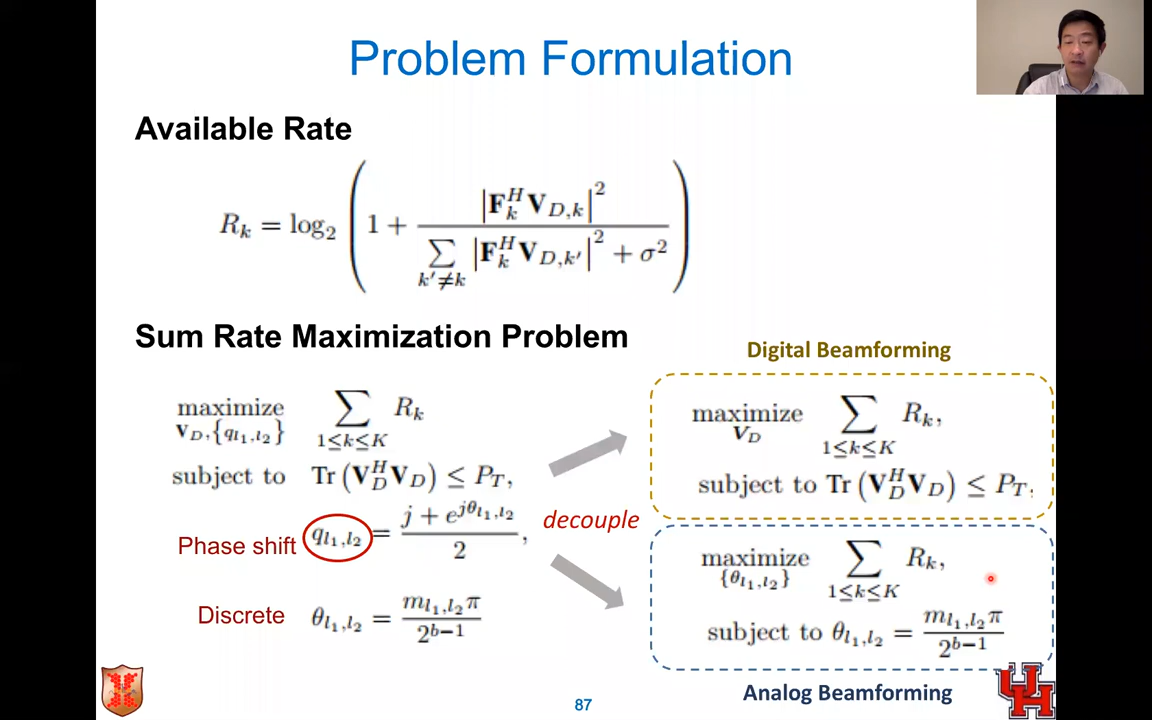 Problem Formulation
Available Rate
R_k = log_2 ( 1 + |F_k^H V_{D,k}|^2 / ( ∑_{k'≠k} |F_k^H V_{D,k'}|^2 + σ^2 ) )
Sum Rate Maximization Problem
maximize_{V_D,{q_{l_1,l_2}}} ∑_{1≤k≤K} R_k
subject to Tr (V_D^H V_D) ≤ P_T,
Phase shift q_{l_1,l_2} = (j + e^{jθ_{l_1,l_2}}) / 2,
Discrete θ_{l_1,l_2} = m_{l_1,l_2}π / 2^{b−1}
decouple
Digital Beamforming
maximize_{V_D} ∑_{1≤k≤K} R_k,
subject to Tr (V_D^H V_D) ≤ P_T,
maximize_{{θ_{l_1,l_2}}} ∑_{1≤k≤K} R_k,
subject to θ_{l_1,l_2} = m_{l_1,l_2}π / 2^{b−1}
Analog Beamforming
87
UH